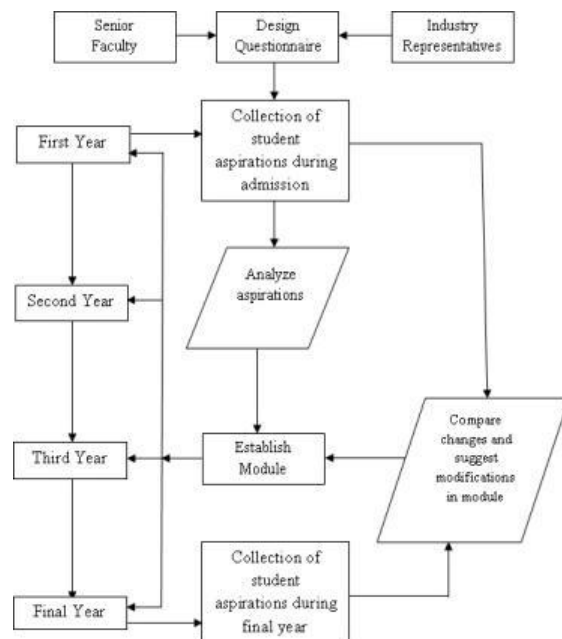 Senior
Faculty
Design
Questionnaire
Industry
Representatives
First Year
Collection of
student
aspirations during
admission
Second Year
Analyze
aspirations
Third Year
Establish
Module
Compare
changes and
suggest
modifications
in module
Final Year
Collection of
student
aspirations during
final year